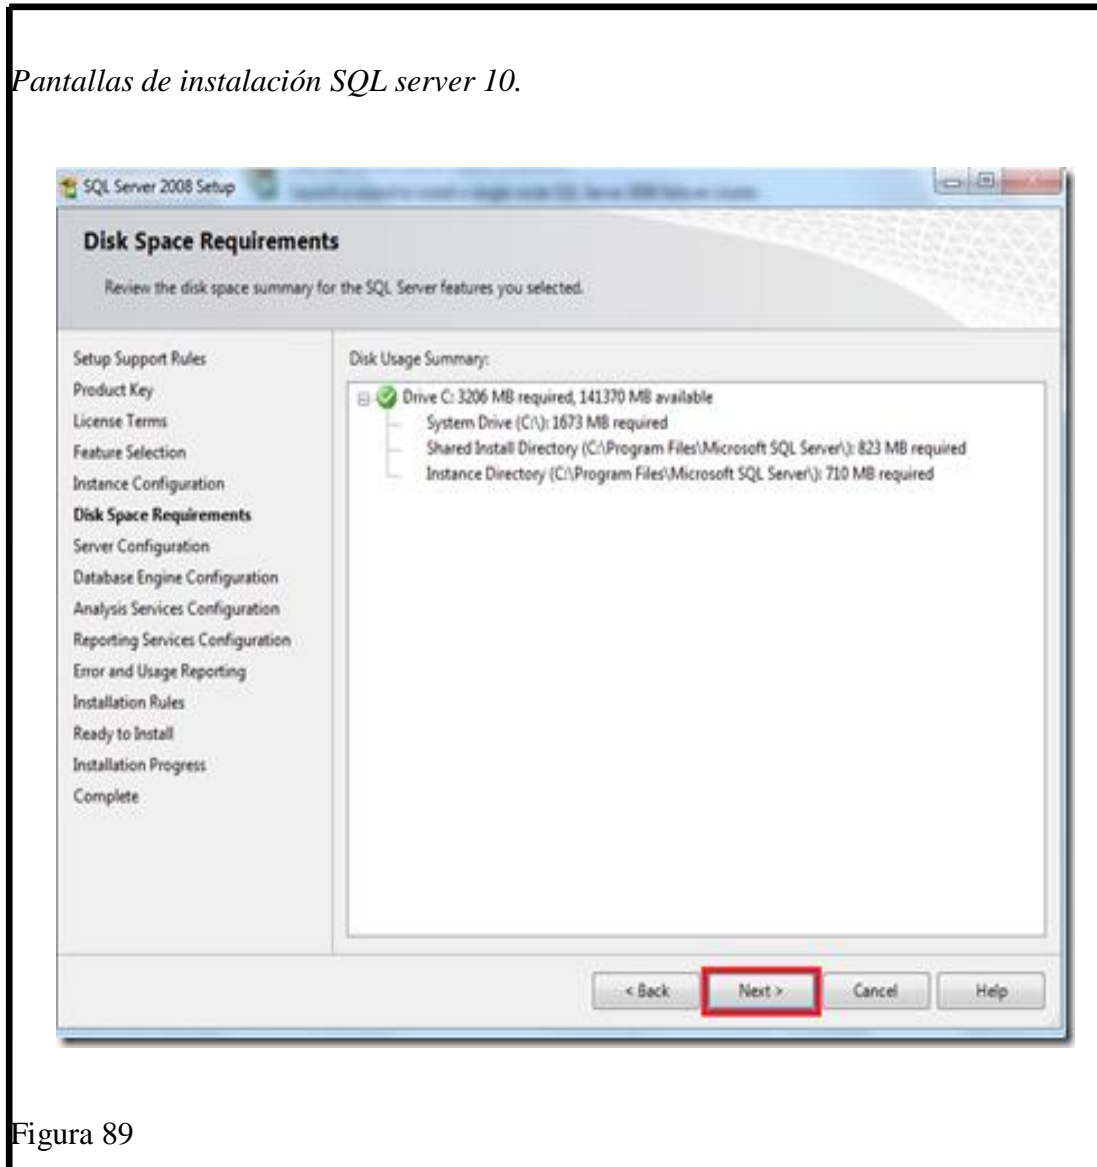 Pantallas de instalación SQL server 10.
SQL Server 2008 Setup
Disk Space Requirements
Review the disk space summary for the SQL Server features you selected.
Setup Support Rules
Product Key
License Terms
Feature Selection
Instance Configuration
Disk Space Requirements
Server Configuration
Database Engine Configuration
Analysis Services Configuration
Reporting Services Configuration
Error and Usage Reporting
Installation Rules
Ready to Install
Installation Progress
Complete
Disk Usage Summary:
Drive C: 3206 MB required, 141370 MB available
System Drive (C:\): 1673 MB required
Shared Install Directory (C:\Program Files\Microsoft SQL Server\): 823 MB required
Instance Directory (C:\Program Files\Microsoft SQL Server\): 710 MB required
< Back
Next >
Cancel
Help
Figura 89